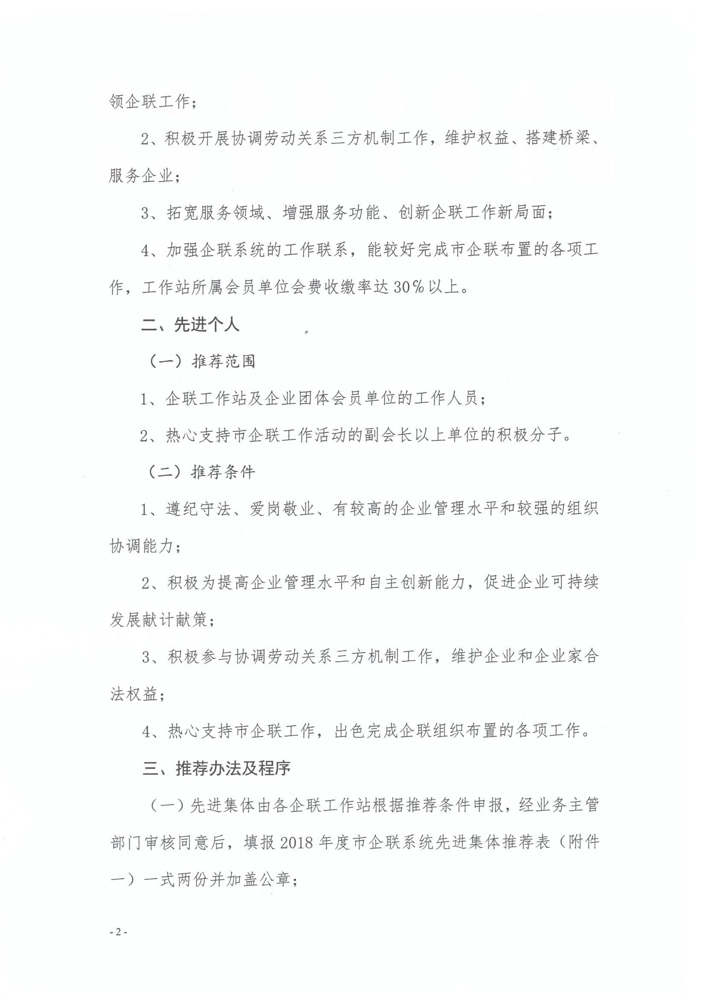 领企联工作；
2、积极开展协调劳动关系三方机制工作，维护权益、搭建桥梁、
服务企业；
3、拓宽服务领域、增强服务功能、创新企联工作新局面；
4、加强企联系统的工作联系，能较好完成市企联布置的各项工
作，工作站所属会员单位会费收缴率达 30％以上。
二、先进个人
（一）推荐范围
1、企联工作站及企业团体会员单位的工作人员；
2、热心支持市企联工作活动的副会长以上单位的积极分子。
（二）推荐条件
1、遵纪守法、爱岗敬业、有较高的企业管理水平和较强的组织
协调能力；
2、积极为提高企业管理水平和自主创新能力，促进企业可持续
发展献计献策；
3、积极参与协调劳动关系三方机制工作，维护企业和企业家合
法权益；
4、热心支持市企联工作，出色完成企联组织布置的各项工作。
三、推荐办法及程序
（一）先进集体由各企联工作站根据推荐条件申报，经业务主管
部门审核同意后，填报 2018 年度市企联系统先进集体推荐表（附件
一）一式两份并加盖公章；
- 2 -